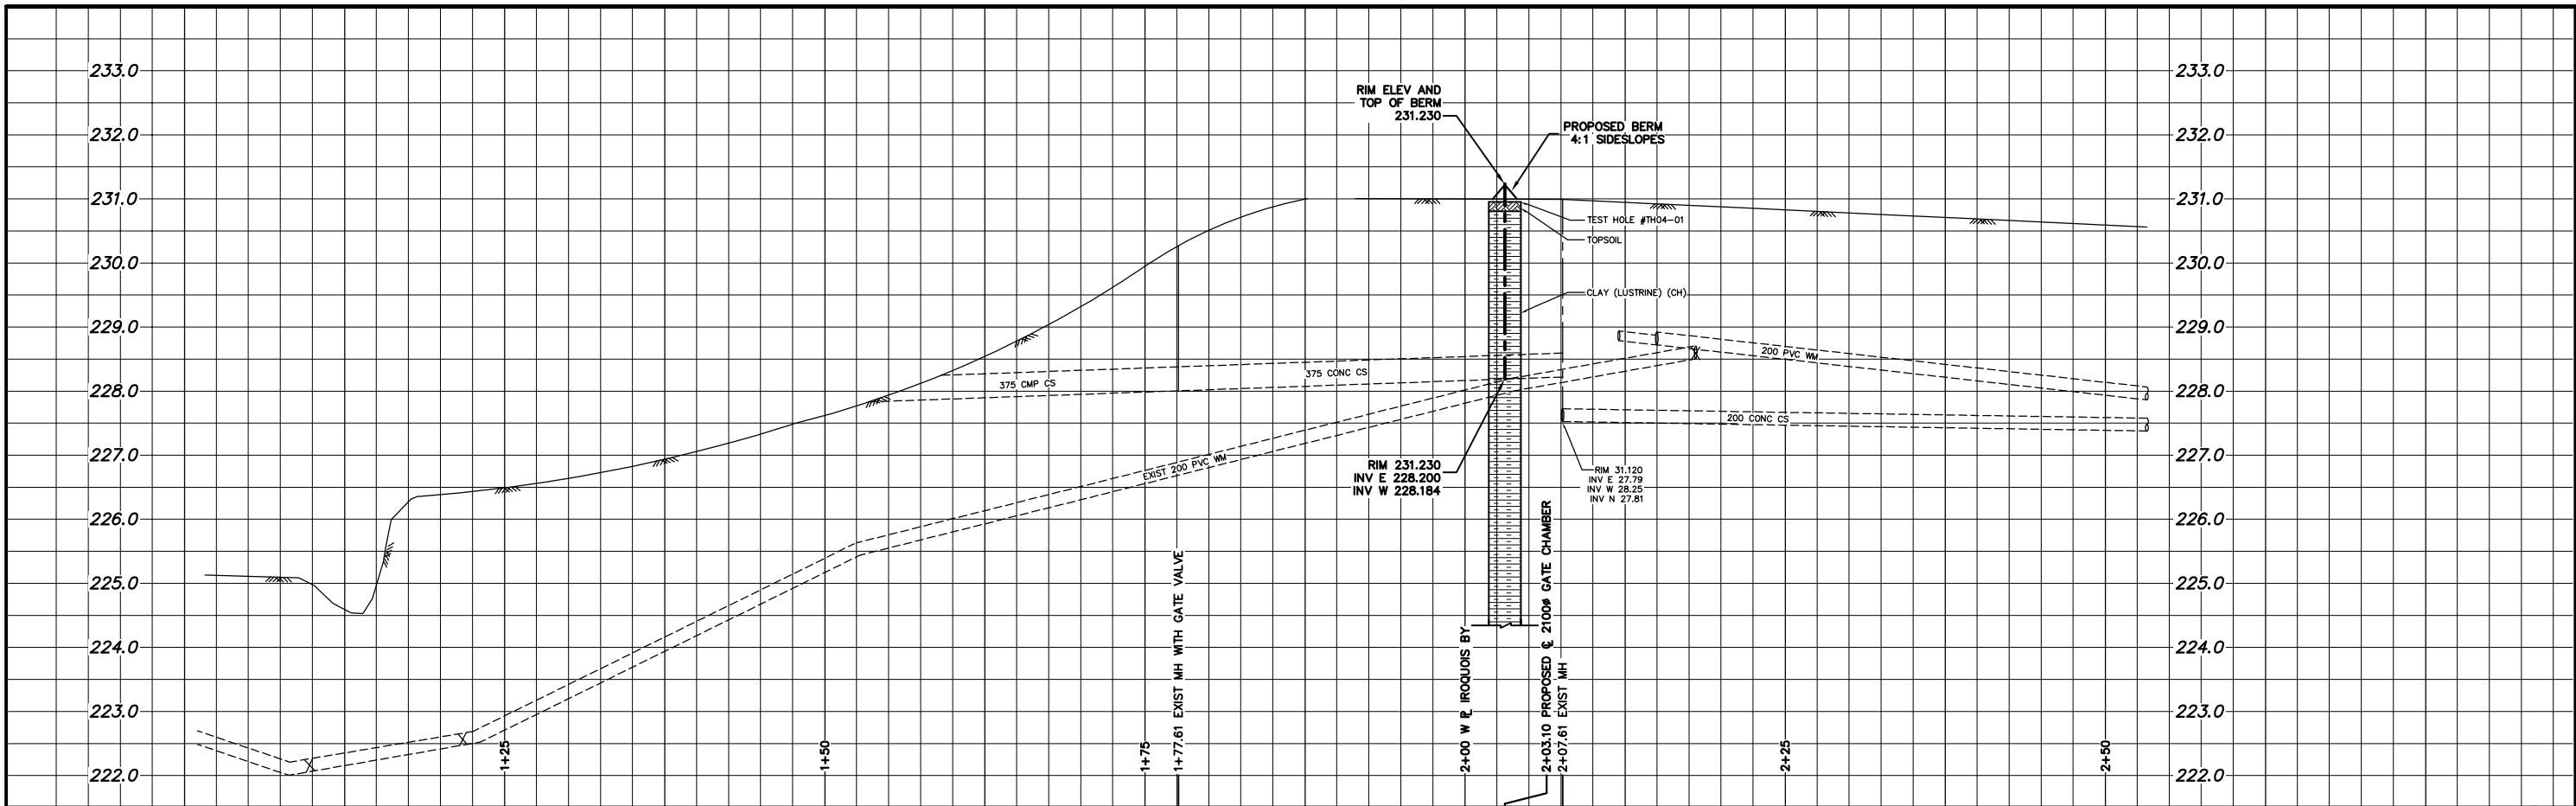 233.0
233.0
RIM ELEV AND
TOP OF BERM
231.230
PROPOSED BERM
4:1 SIDESLOPES
232.0
232.0
231.0
231.0
TEST HOLE #TH04-01
TOPSOIL
230.0
230.0
CLAY (LUSTRINE) (CH)
229.0
229.0
200 PVC WM
375 CMP CS
375 CONC CS
228.0
228.0
200 CONC CS
227.0
227.0
EXIST 200 PVC WM
RIM 231.230
INV E 228.200
INV W 228.184
RIM 31.120
INV E 27.79
INV W 28.25
INV N 27.81
226.0
226.0
225.0
225.0
224.0
224.0
223.0
223.0
222.0
222.0
1+25
1+50
1+75
1+77.61 EXIST MH WITH GATE VALVE
2+00 W PL IROQUOIS BY
2+03.10 PROPOSED CL 2100ø GATE CHAMBER
2+07.61 EXIST MH
2+25
2+50